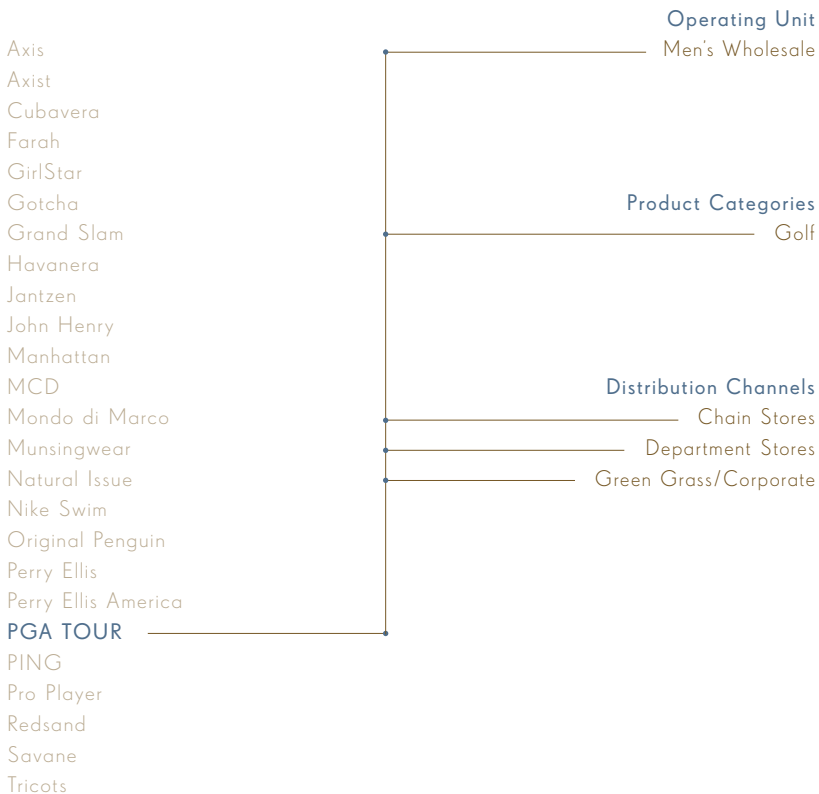 Axis
Axist
Cubavera
Farah
GirlStar
Gotcha
Grand Slam
Havanera
Jantzen
John Henry
Manhattan
MCD
Mondo di Marco
Munsingwear
Natural Issue
Nike Swim
Original Penguin
Perry Ellis
Perry Ellis America
PGA TOUR
PING
Pro Player
Redsand
Savane
Tricots
Operating Unit
Men's Wholesale
Product Categories
Golf
Distribution Channels
Chain Stores
Department Stores
Green Grass/Corporate